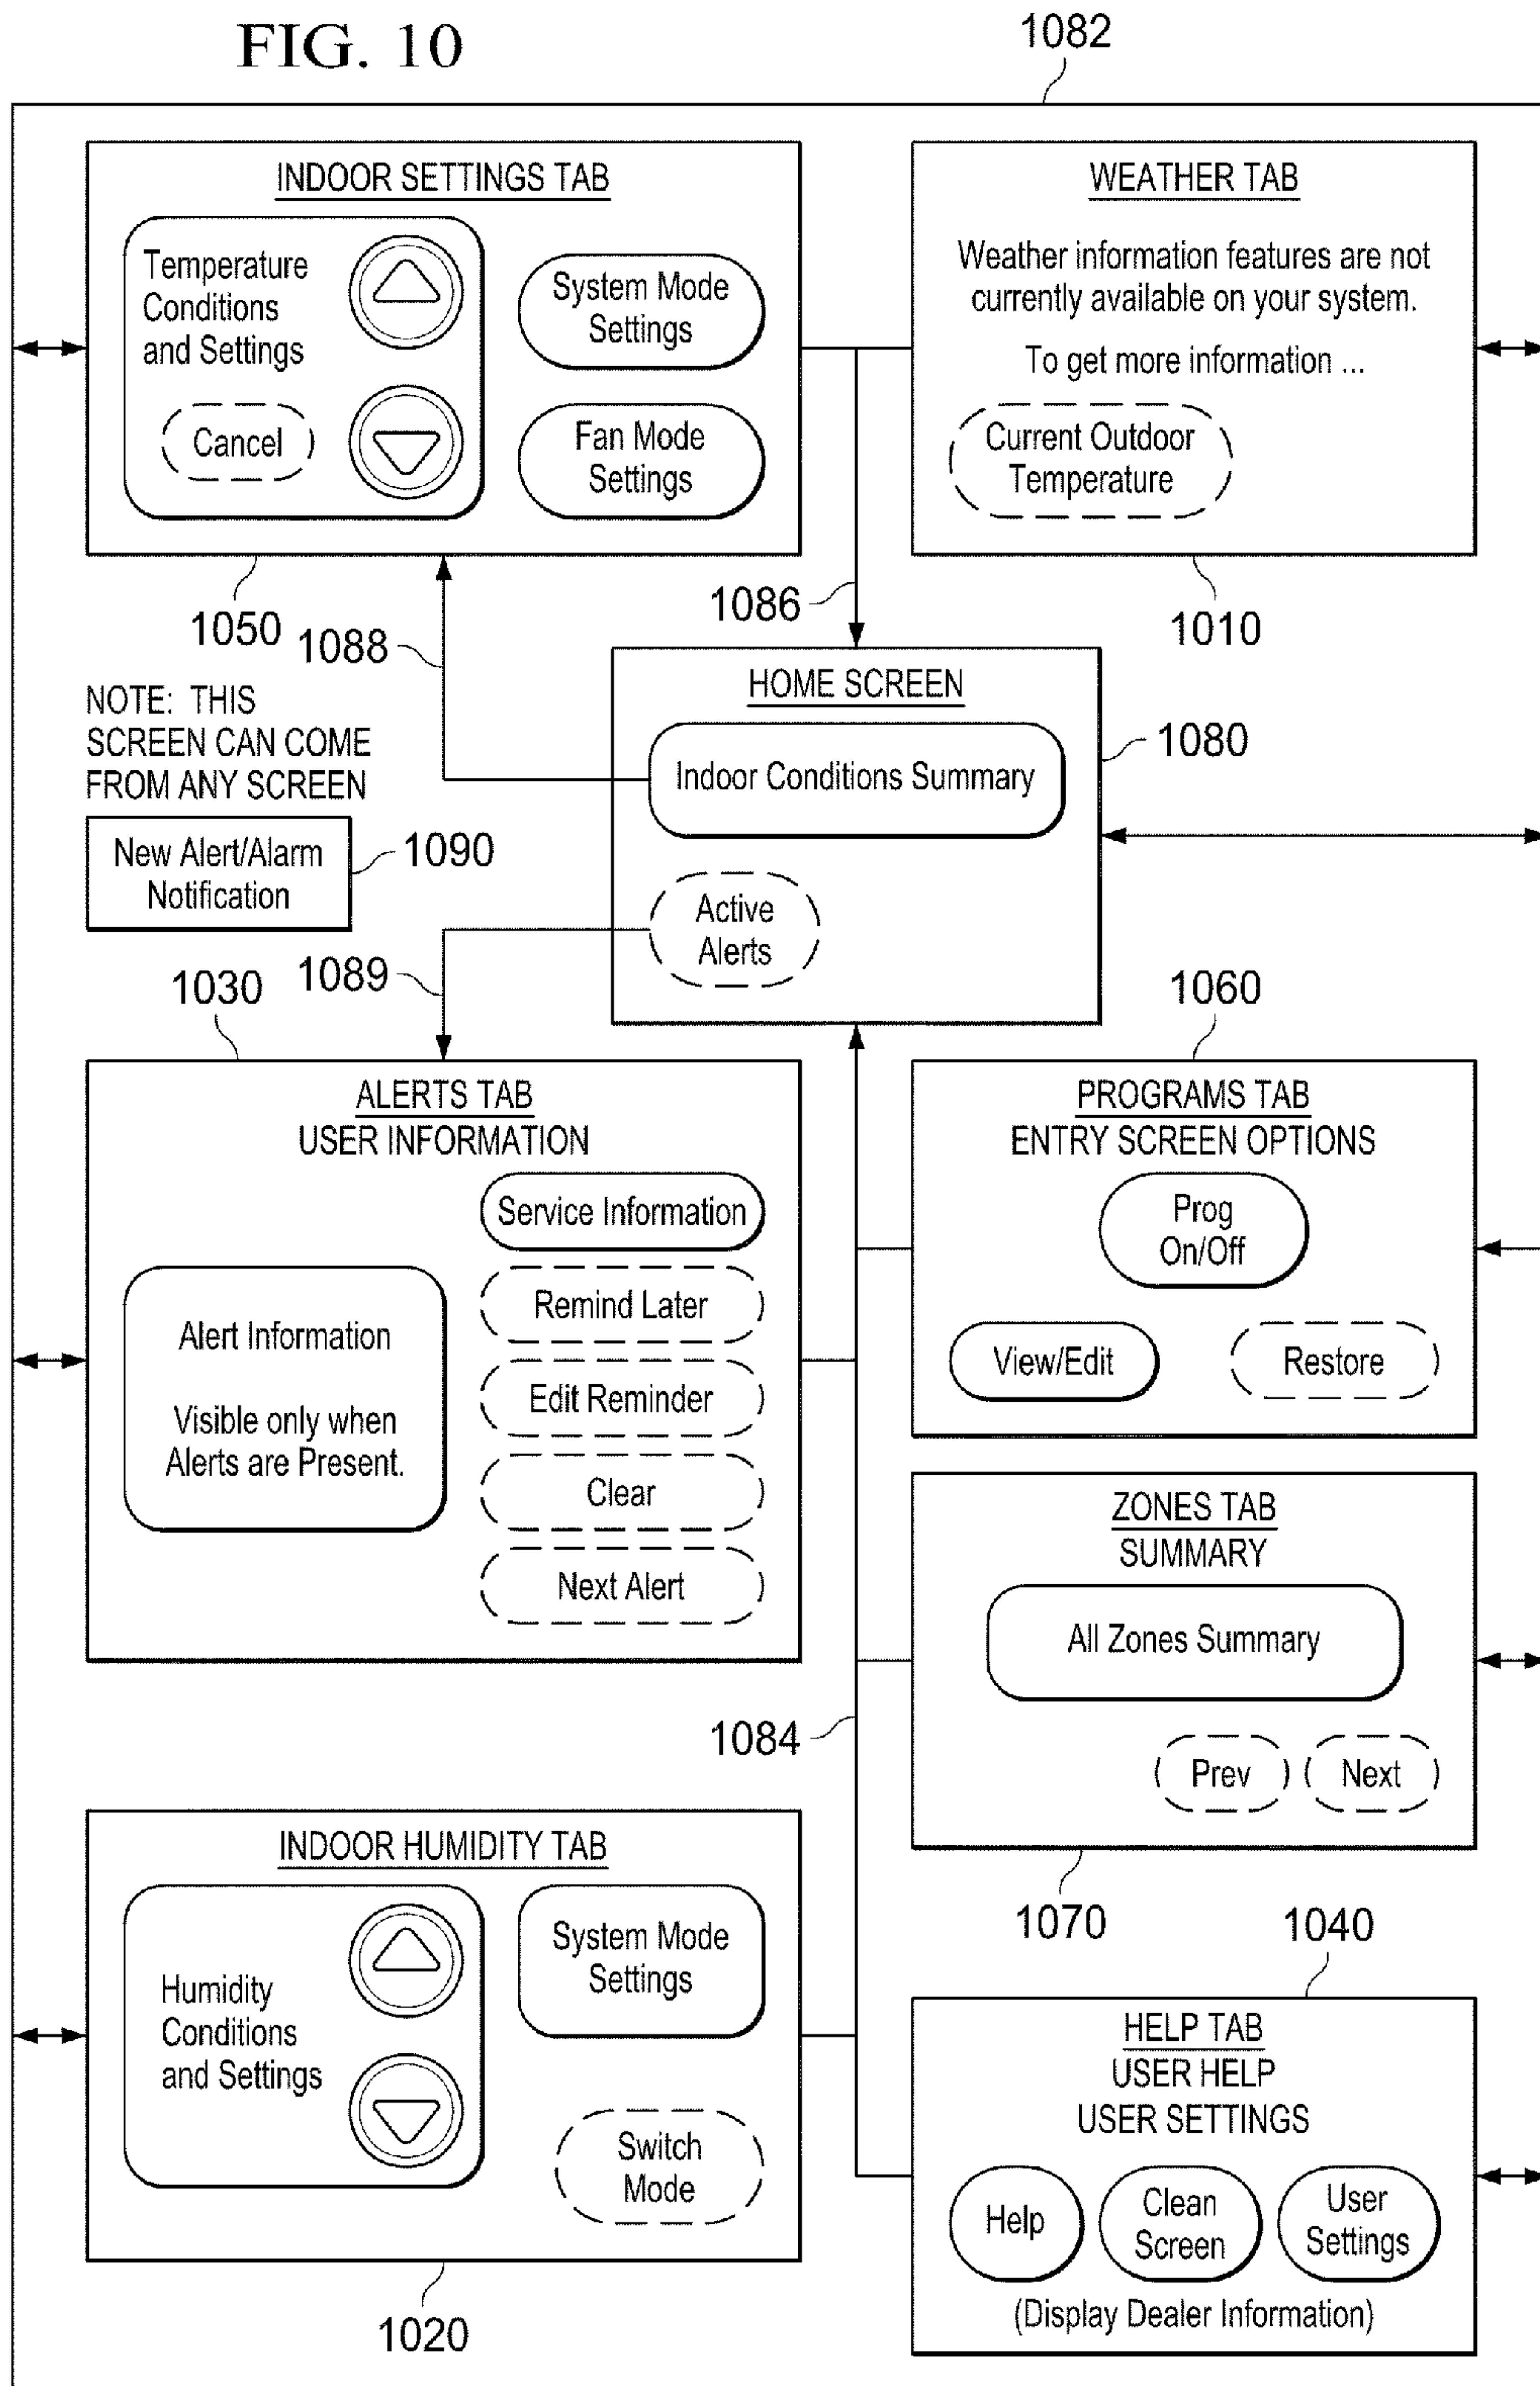 FIG. 10
1082
INDOOR SETTINGS TAB
Temperature
Conditions
and Settings
Cancel
System Mode
Settings
Fan Mode
Settings
1050
WEATHER TAB
Weather information features are not
currently available on your system.
To get more information ...
Current Outdoor
Temperature
1010
1086
1088
NOTE: THIS
SCREEN CAN COME
FROM ANY SCREEN
New Alert/Alarm
Notification
1090
HOME SCREEN
Indoor Conditions Summary
Active
Alerts
1080
1089
1030
ALERTS TAB
USER INFORMATION
Service Information
Alert Information
Visible only when
Alerts are Present.
Remind Later
Edit Reminder
Clear
Next Alert
1060
PROGRAMS TAB
ENTRY SCREEN OPTIONS
Prog
On/Off
View/Edit
Restore
ZONES TAB
SUMMARY
All Zones Summary
Prev
Next
1070
1084
INDOOR HUMIDITY TAB
Humidity
Conditions
and Settings
System Mode
Settings
Switch
Mode
1020
1040
HELP TAB
USER HELP
USER SETTINGS
Help
Clean
Screen
User
Settings
(Display Dealer Information)